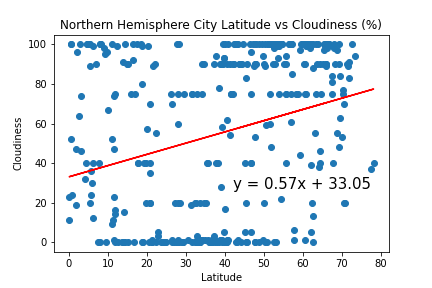 Northern Hemisphere City Latitude vs Cloudiness (%)
100
80
60
40
20
0
Cloudiness
y = 0.57x + 33.05
0 10 20 30 40 50 60 70 80
Latitude